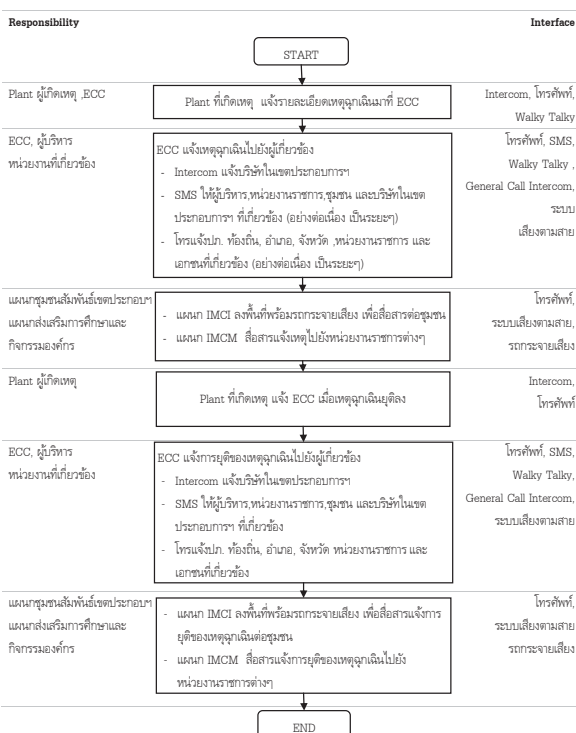 Responsibility
Interface
START
Plant ผู้เกิดเหตุ ,ECC
Plant ที่เกิดเหตุ แจ้งรายละเอียดเหตุฉุกเฉินมาที่ ECC
Intercom, โทรศัพท์,
Walky Talky
ECC, ผู้บริหาร
หน่วยงานที่เกี่ยวข้อง
ECC แจ้งเหตุฉุกเฉินไปยังผู้เกี่ยวข้อง
- Intercom แจ้งบริษัทในเขตประกอบการฯ
- SMS ให้ผู้บริหาร,หน่วยงานราชการ,ชุมชน และบริษัทในเขต
ประกอบการฯ ที่เกี่ยวข้อง (อย่างต่อเนื่อง เป็นระยะๆ)
- โทรแจ้งปภ. ท้องถิ่น, อำเภอ, จังหวัด ,หน่วยงานราชการ และ
เอกชนที่เกี่ยวข้อง (อย่างต่อเนื่อง เป็นระยะๆ)
โทรศัพท์, SMS,
Walky Talky ,
General Call Intercom,
ระบบ
เสียงตามสาย
แผนกชุมชนสัมพันธ์เขตประกอบฯ
แผนกส่งเสริมการศึกษาและ
กิจกรรมองค์กร
- แผนก IMCI ลงพื้นที่พร้อมรถกระจายเสียง เพื่อสื่อสารต่อชุมชน
- แผนก IMCM สื่อสารแจ้งเหตุไปยังหน่วยงานราชการต่างๆ
โทรศัพท์,
ระบบเสียงตามสาย,
รถกระจายเสียง
Plant ผู้เกิดเหตุ
Plant ที่เกิดเหตุ แจ้ง ECC เมื่อเหตุฉุกเฉินยุติลง
Intercom,
โทรศัพท์
ECC, ผู้บริหาร
หน่วยงานที่เกี่ยวข้อง
ECC แจ้งการยุติของเหตุฉุกเฉินไปยังผู้เกี่ยวข้อง
- Intercom แจ้งบริษัทในเขตประกอบการฯ
- SMS ให้ผู้บริหาร,หน่วยงานราชการ,ชุมชน และบริษัทในเขต
ประกอบการฯ ที่เกี่ยวข้อง
- โทรแจ้งปภ. ท้องถิ่น, อำเภอ, จังหวัด หน่วยงานราชการ และ
เอกชนที่เกี่ยวข้อง
โทรศัพท์, SMS,
Walky Talky,
General Call Intercom,
ระบบเสียงตามสาย
แผนกชุมชนสัมพันธ์เขตประกอบฯ
แผนกส่งเสริมการศึกษาและ
กิจกรรมองค์กร
- แผนก IMCI ลงพื้นที่พร้อมรถกระจายเสียง เพื่อสื่อสารแจ้งการ
ยุติของเหตุฉุกเฉินต่อชุมชน
- แผนก IMCM สื่อสารแจ้งการยุติของเหตุฉุกเฉินไปยัง
หน่วยงานราชการต่างๆ
โทรศัพท์,
ระบบเสียงตามสาย
รถกระจายเสียง
END